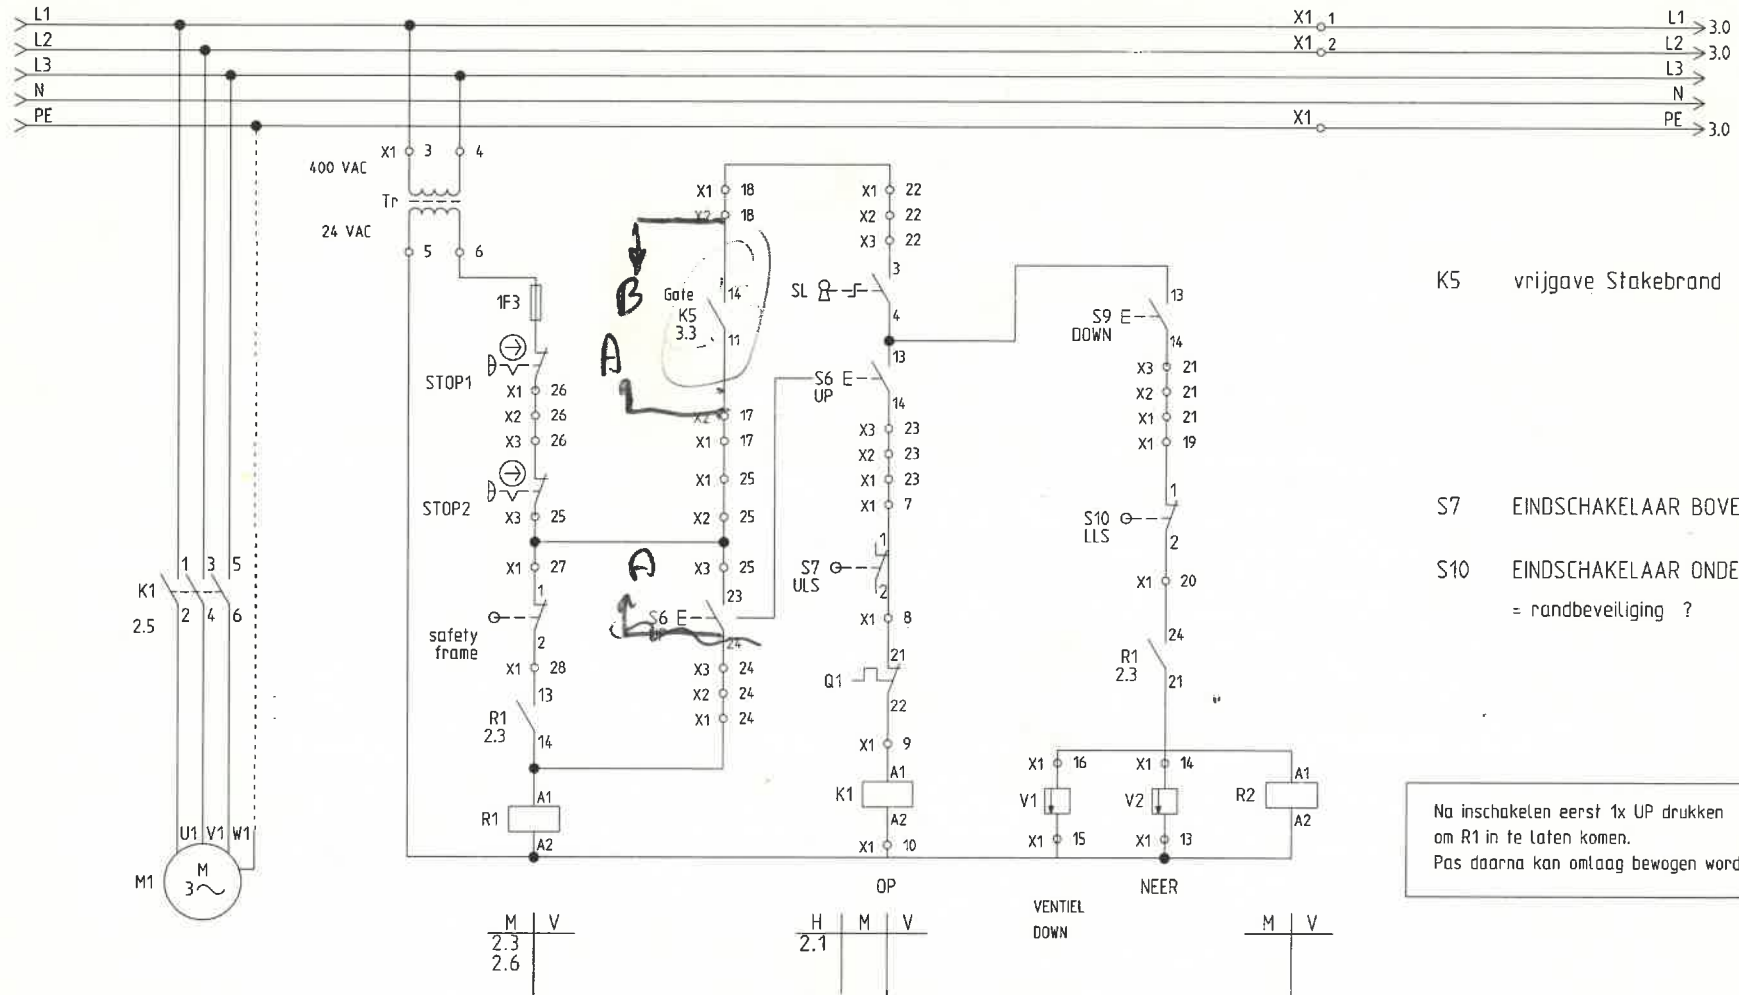 L1 X1 1 L1 3.0
L2 X1 2 L2 3.0
L3 L3
N N
PE X1 PE 3.0
X1 3 4
400 VAC
Tr
24 VAC
5 6
1F3
STOP1
X1 26
X2 26
X3 26
STOP2
X3 25
X1 27
1
safety
frame
2
X1 28
13
R1
2.3
14
A1
R1
A2
K1
2.5
1 3 5
2 4 6
U1 V1 W1
M1
M
3~
X1 18
X2 18
B
Gate
K5
3.3
14
11
A
X2 17
X1 17
X1 25
X2 25
A
X3 25
23
S6 E
UP
24
X3 24
X2 24
X1 24
X1 22
X2 22
X3 22
3
SL
4
13
S6 E
UP
14
X3 23
X2 23
X1 23
X1 7
1
S7
ULS
2
X1 8
21
Q1
22
X1 9
A1
K1
A2
X1 10
OP
13
S9 E
DOWN
14
X3 21
X2 21
X1 21
X1 19
1
S10
LLS
2
X1 20
24
R1
2.3
21
X1 16
V1
X1 15
X1 14
V2
X1 13
A1
R2
A2
NEER
VENTIEL
DOWN
M V
2.3
2.6
H M V
2.1
M V
K5 vrijgave Stakebrand
S7 EINDSCHAKELAAR BOVE
S10 EINDSCHAKELAAR ONDE
= randbeveiliging ?
Na inschakelen eerst 1x UP drukken
om R1 in te laten komen.
Pas daarna kan omlaag bewogen word